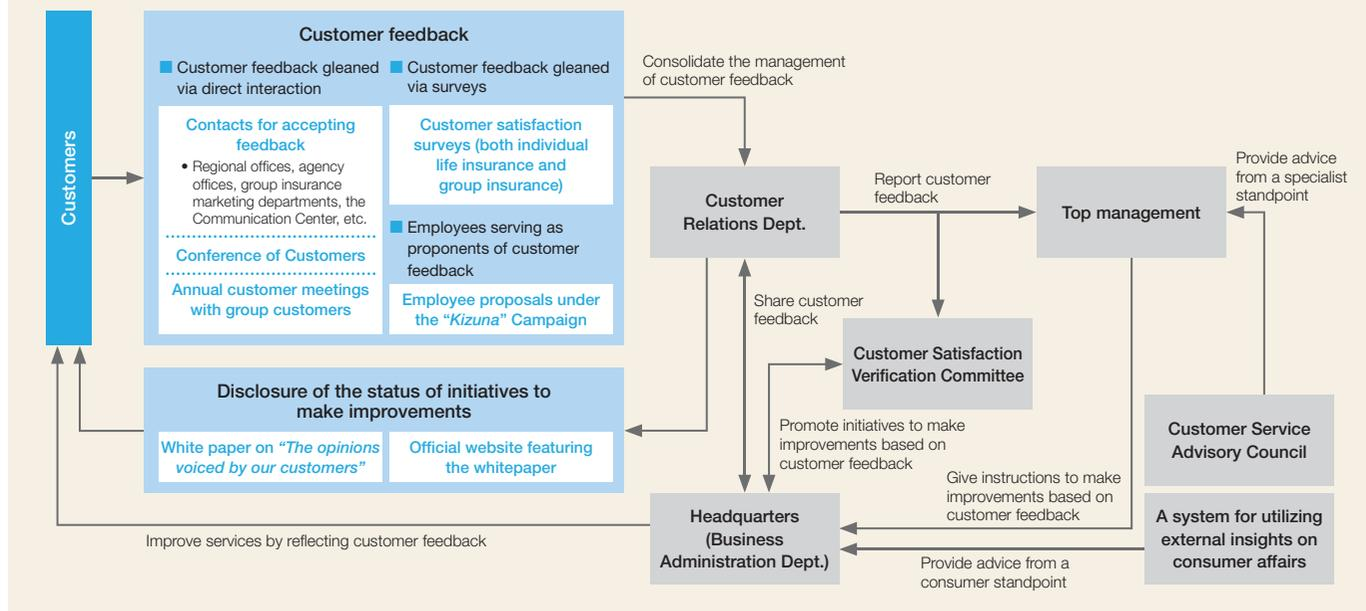 Customers
Customer feedback
Customer feedback gleaned
via direct interaction
Contacts for accepting
feedback
• Regional offices, agency
offices, group insurance
marketing departments, the
Communication Center, etc.
Conference of Customers
Annual customer meetings
with group customers
Customer feedback gleaned
via surveys
Customer satisfaction
surveys (both individual
life insurance and
group insurance)
Employees serving as
proponents of customer
feedback
Employee proposals under
the “Kizuna” Campaign
Consolidate the management
of customer feedback
Customer
Relations Dept.
Report customer
feedback
Top management
Provide advice
from a specialist
standpoint
Share customer
feedback
Customer Satisfaction
Verification Committee
Disclosure of the status of initiatives to
make improvements
White paper on “The opinions
voiced by our customers”
Official website featuring
the whitepaper
Promote initiatives to make
improvements based on
customer feedback
Customer Service
Advisory Council
Give instructions to make
improvements based on
customer feedback
Headquarters
(Business
Administration Dept.)
A system for utilizing
external insights on
consumer affairs
Improve services by reflecting customer feedback
Provide advice from a
consumer standpoint